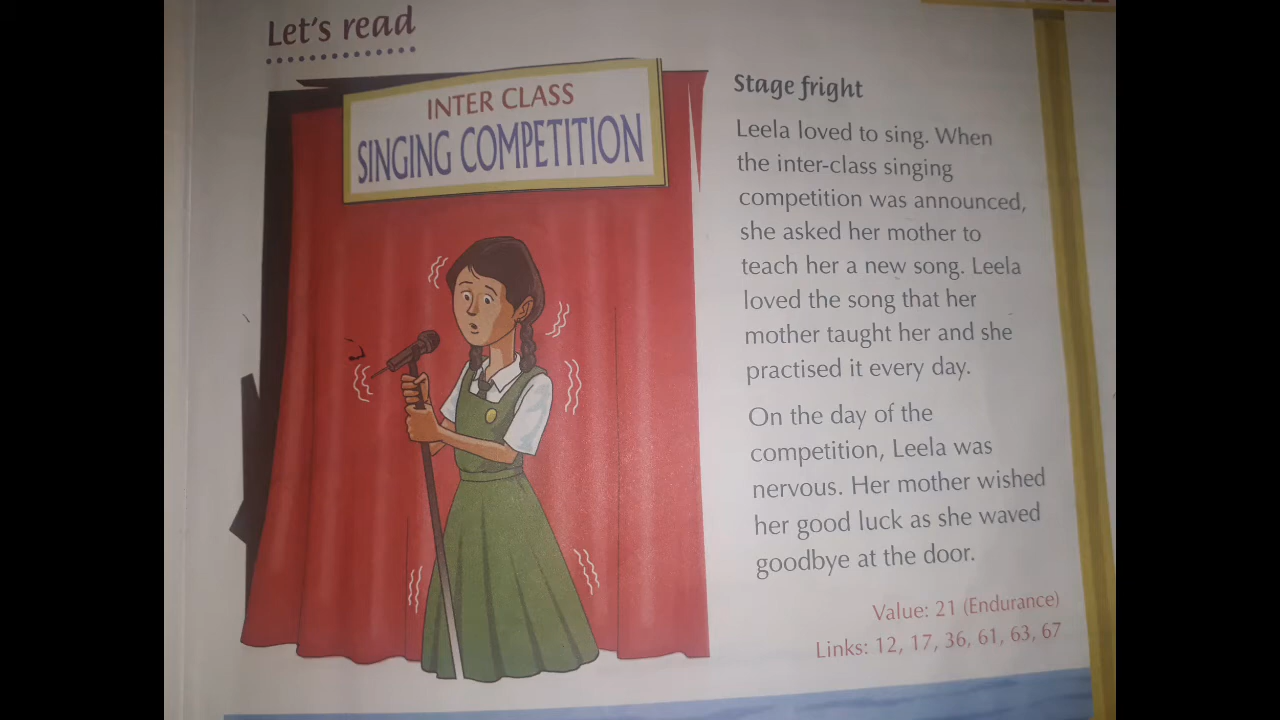 Let's read
INTER CLASS
SINGING COMPETITION
Stage fright
Leela loved to sing. When
the inter-class singing
competition was announced,
she asked her mother to
teach her a new song. Leela
loved the song that her
mother taught her and she
practised it every day.
On the day of the
competition, Leela was
nervous. Her mother wished
her good luck as she waved
goodbye at the door.
Value: 21 (Endurance)
Links: 12, 17, 36, 61, 63, 67